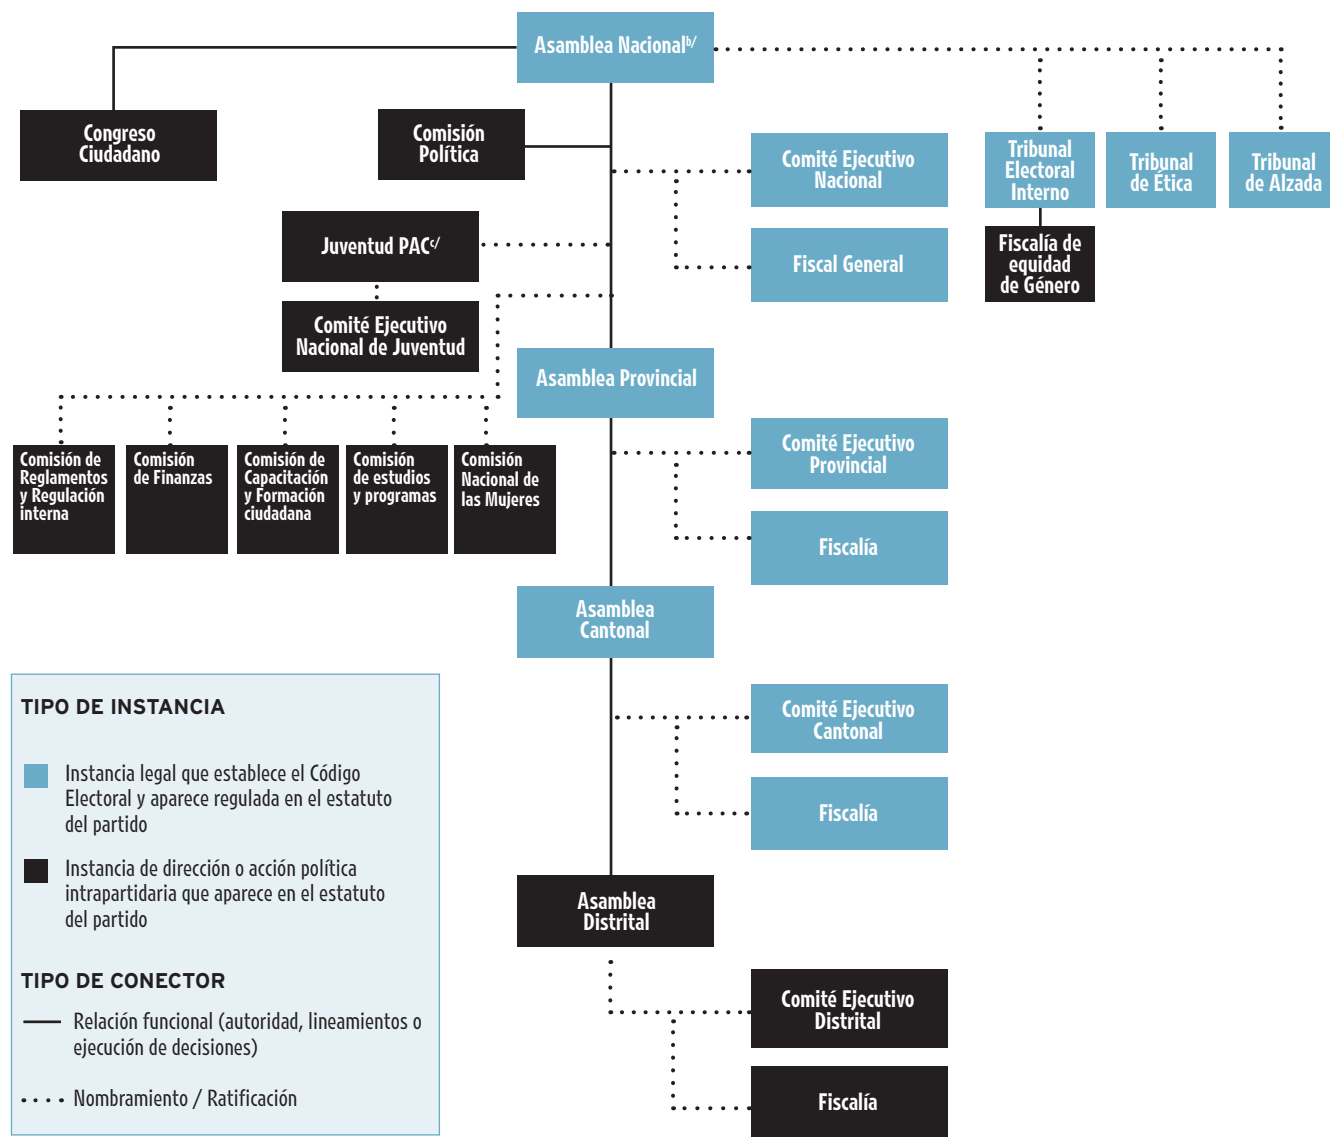 Asamblea Nacionalb/
Congreso
Ciudadano
Comisión
Política
Comité Ejecutivo
Nacional
Tribunal
Electoral
Interno
Tribunal
de Ética
Tribunal
de Alzada
Juventud PACc/
Fiscal General
Fiscalía de
equidad
de Género
Comité Ejecutivo
Nacional de Juventud
Asamblea Provincial
Comisión de
Reglamentos
y Regulación
interna
Comisión
de Finanzas
Comisión de
Capacitación
y Formación
ciudadana
Comisión
de estudios
y programas
Comisión
Nacional de
las Mujeres
Comité Ejecutivo
Provincial
Fiscalía
Asamblea
Cantonal
Comité Ejecutivo
Cantonal
Fiscalía
Asamblea
Distrital
Comité Ejecutivo
Distrital
Fiscalía
TIPO DE INSTANCIA
Instancia legal que establece el Código
Electoral y aparece regulada en el estatuto
del partido
Instancia de dirección o acción política
intrapartidaria que aparece en el estatuto
del partido
TIPO DE CONECTOR
Relación funcional (autoridad, lineamientos o
ejecución de decisiones)
Nombramiento / Ratificación